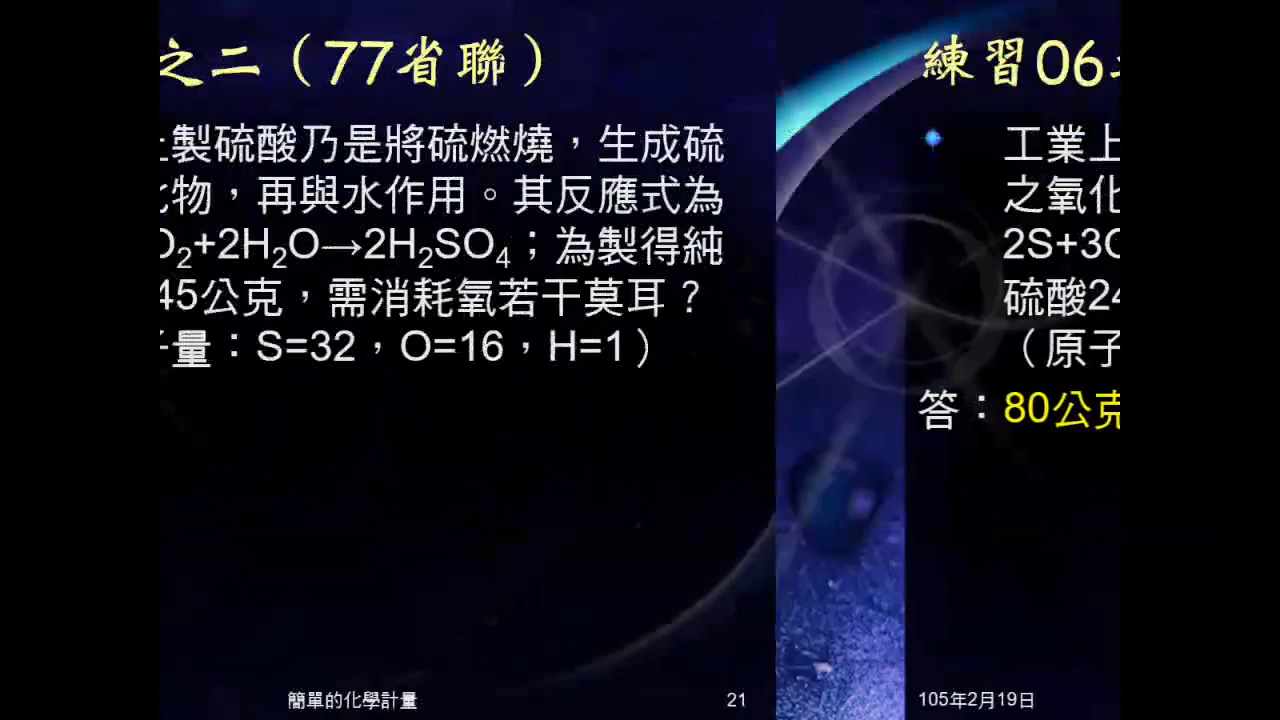 之二（77省聯）
製硫酸乃是將硫燃燒，生成硫
物，再與水作用。其反應式為
O₂+2H₂O→2H₂SO₄；為製得純
45公克，需消耗氧若干莫耳？
量：S=32，O=16，H=1）
簡單的化學計量
21
練習06
工業上
之氧化
2S+3O
硫酸24
（原子
答：80公克
105年2月19日